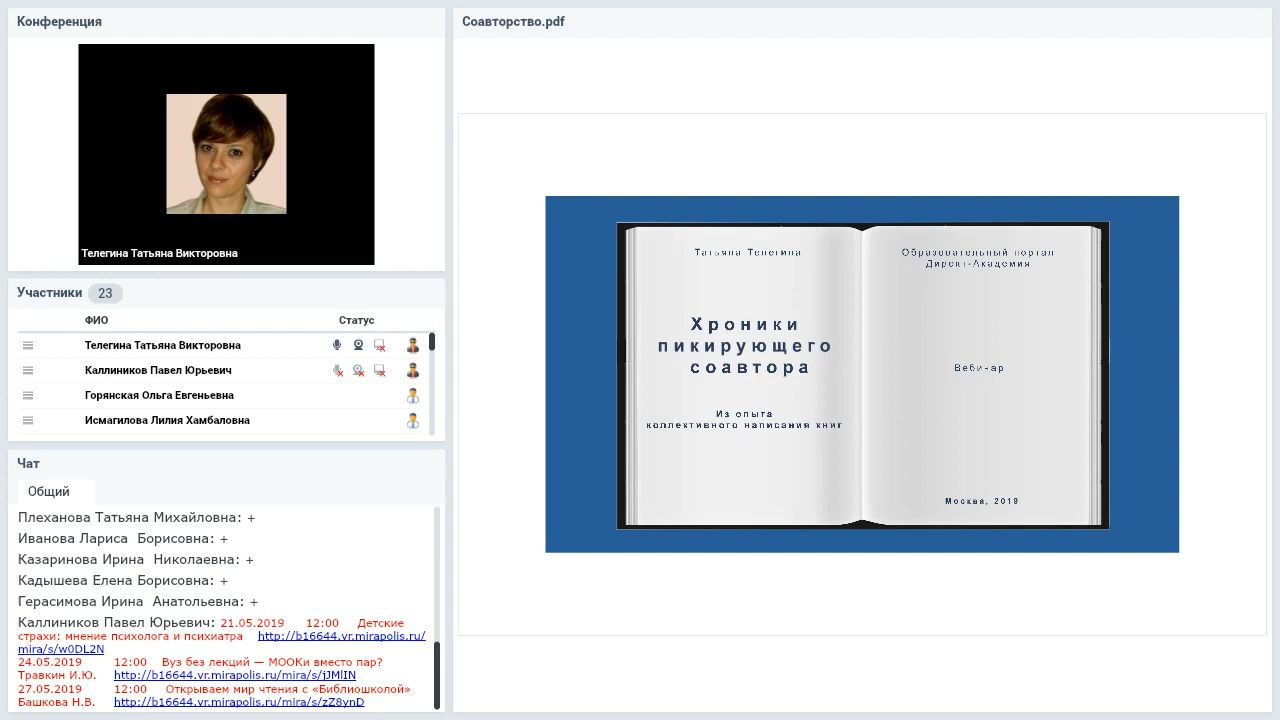 Конференция
Телегина Татьяна Викторовна
Участники 23
ФИО Статус
Телегина Татьяна Викторовна
Каллиников Павел Юрьевич
Горянская Ольга Евгеньевна
Исмагилова Лилия Хамбаловна
Чат
Общий
Плеханова Татьяна Михайловна: +
Иванова Лариса Борисовна: +
Казаринова Ирина Николаевна: +
Кадышева Елена Борисовна: +
Герасимова Ирина Анатольевна: +
Каллиников Павел Юрьевич: 21.05.2019 12:00 Детские
страхи: мнение психолога и психиатра http://b16644.vr.mirapolis.ru/
mira/s/w0DL2N
24.05.2019 12:00 Вуз без лекций — МООКи вместо пар?
Травкин И.Ю. http://b16644.vr.mirapolis.ru/mira/s/jJMlIN
27.05.2019 12:00 Открываем мир чтения с «Библиошколой»
Башкова Н.В. http://b16644.vr.mirapolis.ru/mira/s/zZ8ynD
Соавторство.pdf
Татьяна Телегина
Хроники
пикирующего
соавтора
Из опыта
коллективного написания книг
Образовательный портал
Директ-Академия
Вебинар
Москва, 2019